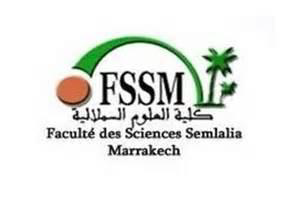 FSSM
كلية العلوم السملالية
Faculté des Sciences Semlalia
Marrakech